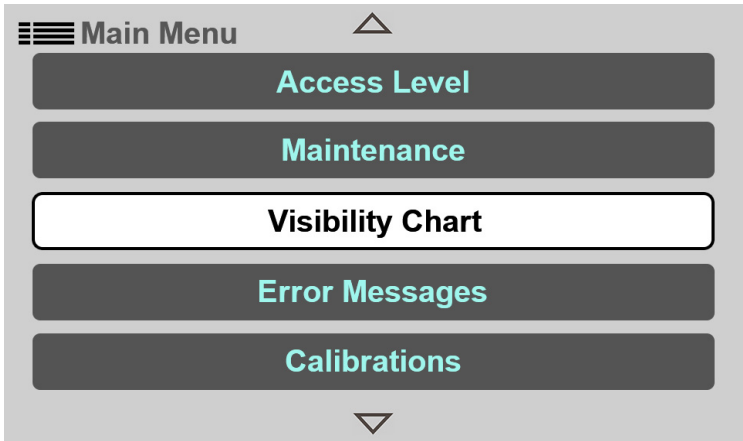 Main Menu
Access Level
Maintenance
Visibility Chart
Error Messages
Calibrations